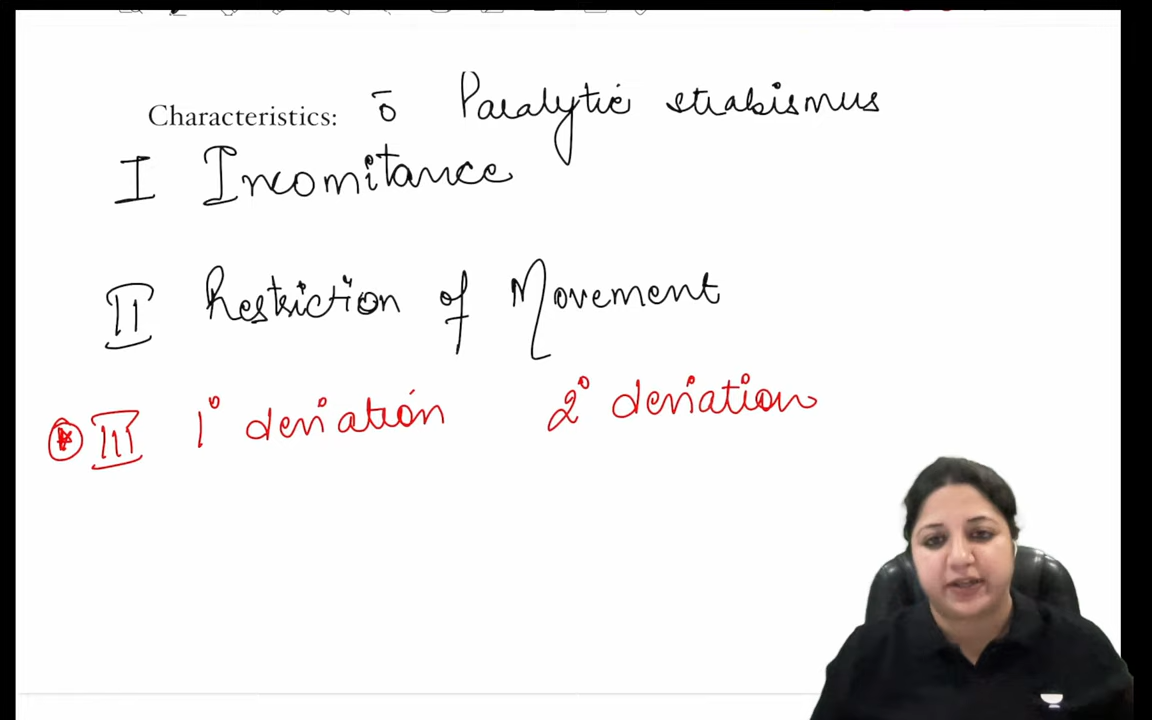 Characteristics: ō Paralytic strabismus
I Incomitance
II Restriction of Movement
III 1° deviation 2° deviation